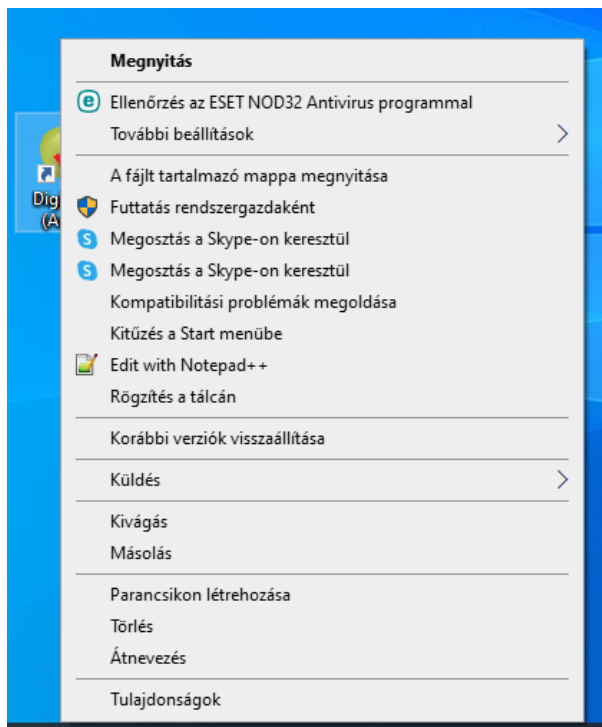 Megnyitás
Ellenőrzés az ESET NOD32 Antivirus programmal
További beállítások
A fájlt tartalmazó mappa megnyitása
Futtatás rendszergazdaként
Megosztás a Skype-on keresztül
Megosztás a Skype-on keresztül
Kompatibilitási problémák megoldása
Kitűzés a Start menübe
Edit with Notepad++
Rögzítés a tálcán
Korábbi verziók visszaállítása
Küldés
Kivágás
Másolás
Parancsikon létrehozása
Törlés
Átnevezés
Tulajdonságok